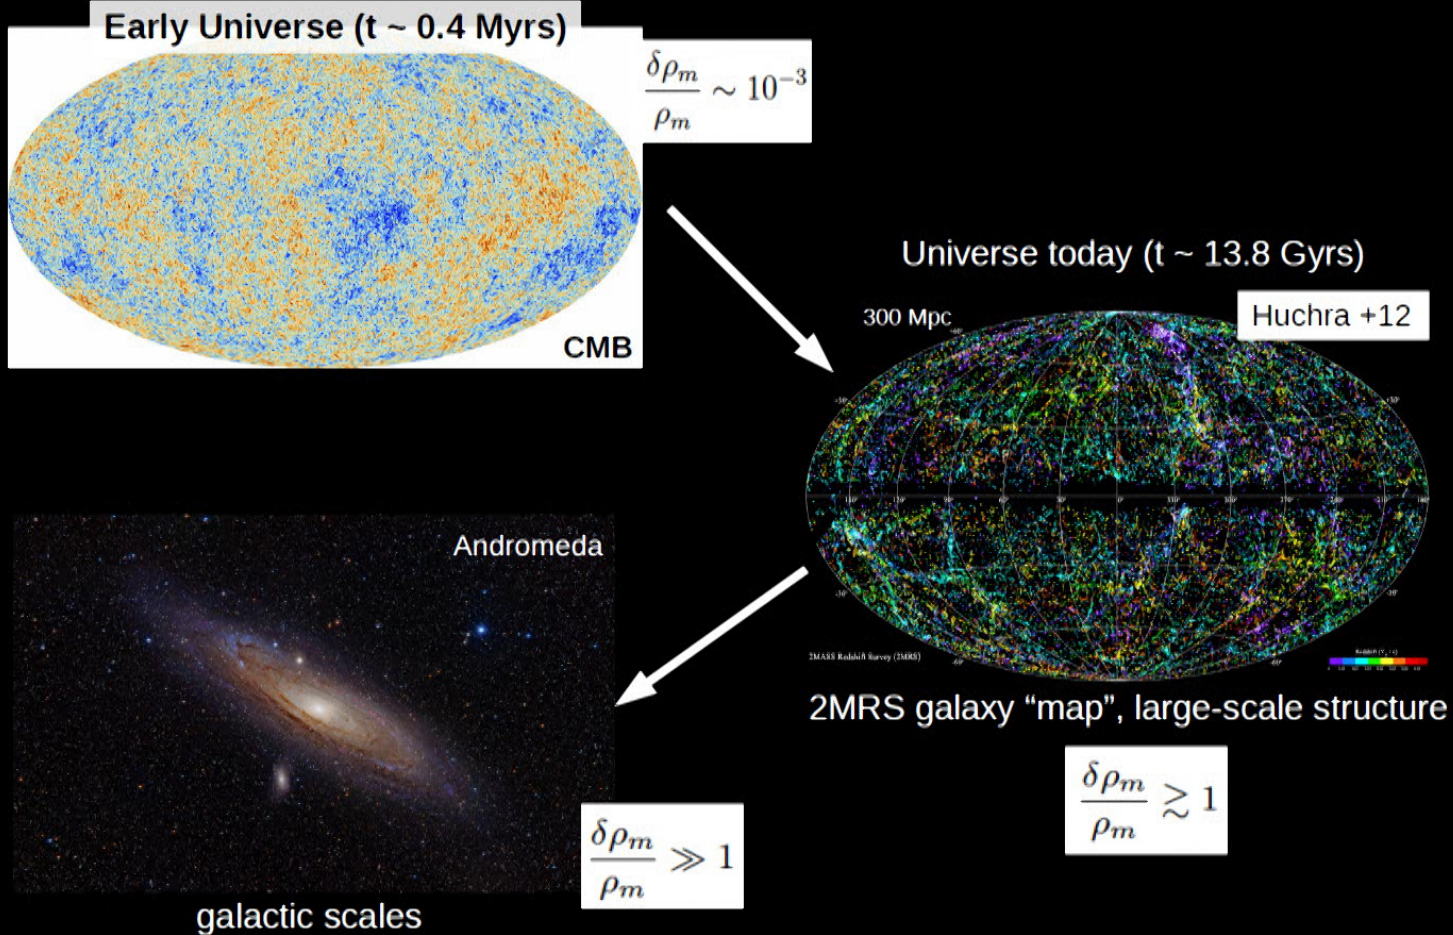 Early Universe (t ~ 0.4 Myrs)
δρₘ/ρₘ ~ 10⁻³
CMB
Universe today (t ~ 13.8 Gyrs)
300 Mpc
Huchra +12
2MASS Redshift Survey (2MRS)
2MRS galaxy “map”, large-scale structure
δρₘ/ρₘ ≳ 1
Andromeda
δρₘ/ρₘ ≫ 1
galactic scales